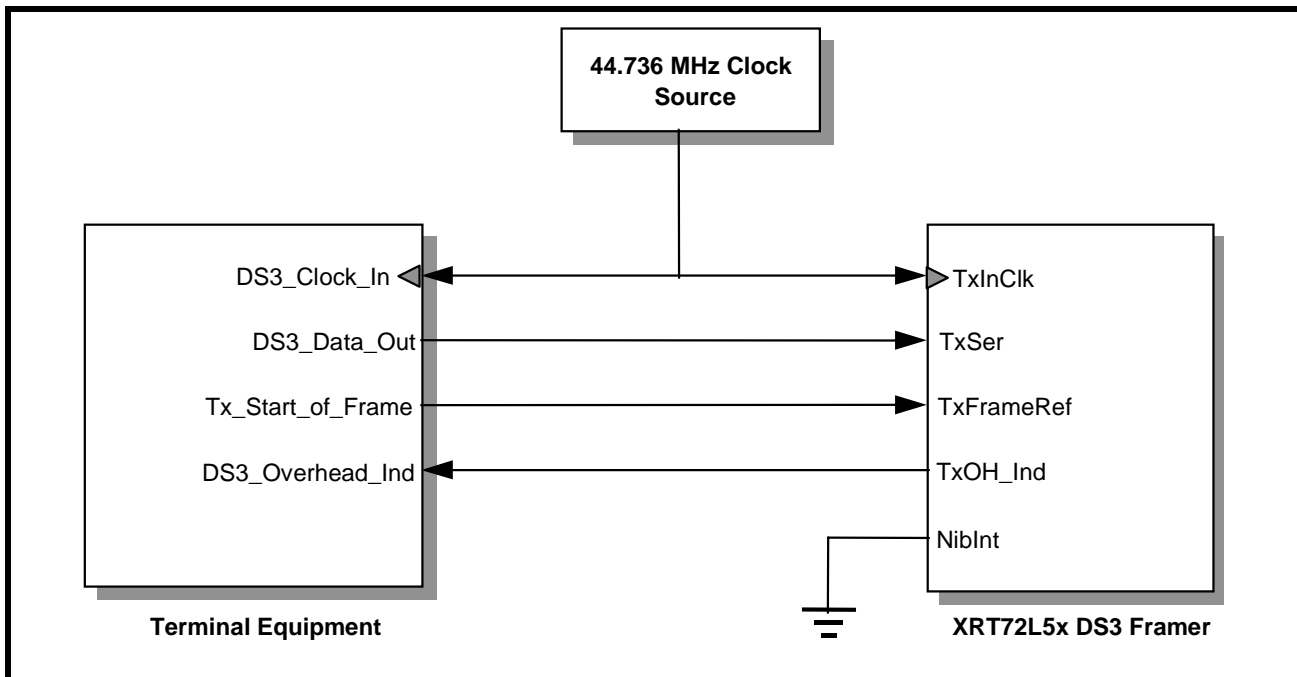 44.736 MHz Clock
Source
DS3_Clock_In
TxInClk
DS3_Data_Out
TxSer
Tx_Start_of_Frame
TxFrameRef
DS3_Overhead_Ind
TxOH_Ind
NibInt
Terminal Equipment
XRT72L5x DS3 Framer